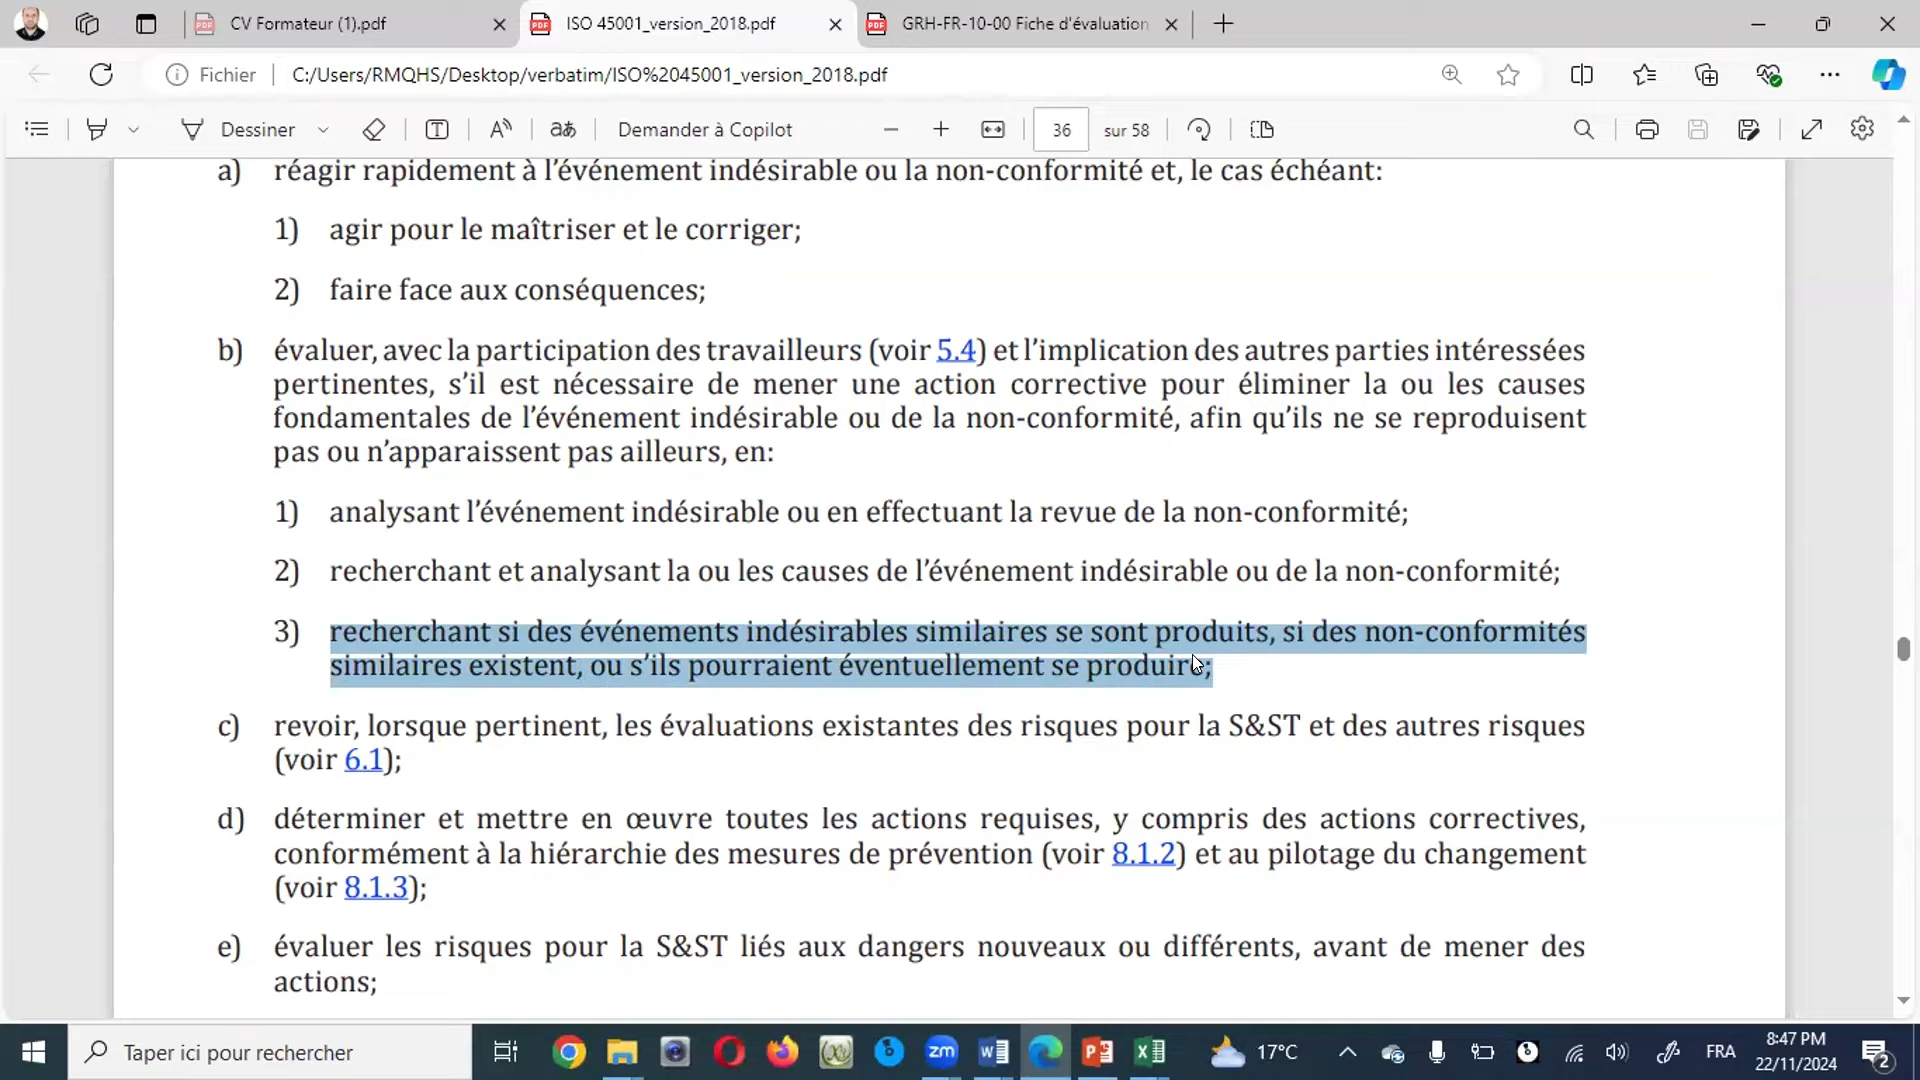 CV Formateur (1).pdf
ISO 45001_version_2018.pdf
GRH-FR-10-00 Fiche d'évaluation
Fichier
C:/Users/RMQHS/Desktop/verbatim/ISO%2045001_version_2018.pdf
Dessiner
Demander à Copilot
36 sur 58
a) réagir rapidement à l’événement indésirable ou la non-conformité et, le cas échéant:
1) agir pour le maîtriser et le corriger;
2) faire face aux conséquences;
b) évaluer, avec la participation des travailleurs (voir 5.4) et l’implication des autres parties intéressées
pertinentes, s’il est nécessaire de mener une action corrective pour éliminer la ou les causes
fondamentales de l’événement indésirable ou de la non-conformité, afin qu’ils ne se reproduisent
pas ou n’apparaissent pas ailleurs, en:
1) analysant l’événement indésirable ou en effectuant la revue de la non-conformité;
2) recherchant et analysant la ou les causes de l’événement indésirable ou de la non-conformité;
3) recherchant si des événements indésirables similaires se sont produits, si des non-conformités
similaires existent, ou s’ils pourraient éventuellement se produire;
c) revoir, lorsque pertinent, les évaluations existantes des risques pour la S&ST et des autres risques
(voir 6.1);
d) déterminer et mettre en œuvre toutes les actions requises, y compris des actions correctives,
conformément à la hiérarchie des mesures de prévention (voir 8.1.2) et au pilotage du changement
(voir 8.1.3);
e) évaluer les risques pour la S&ST liés aux dangers nouveaux ou différents, avant de mener des
actions;
Taper ici pour rechercher
zm
17°C
FRA
8:47 PM
22/11/2024
2